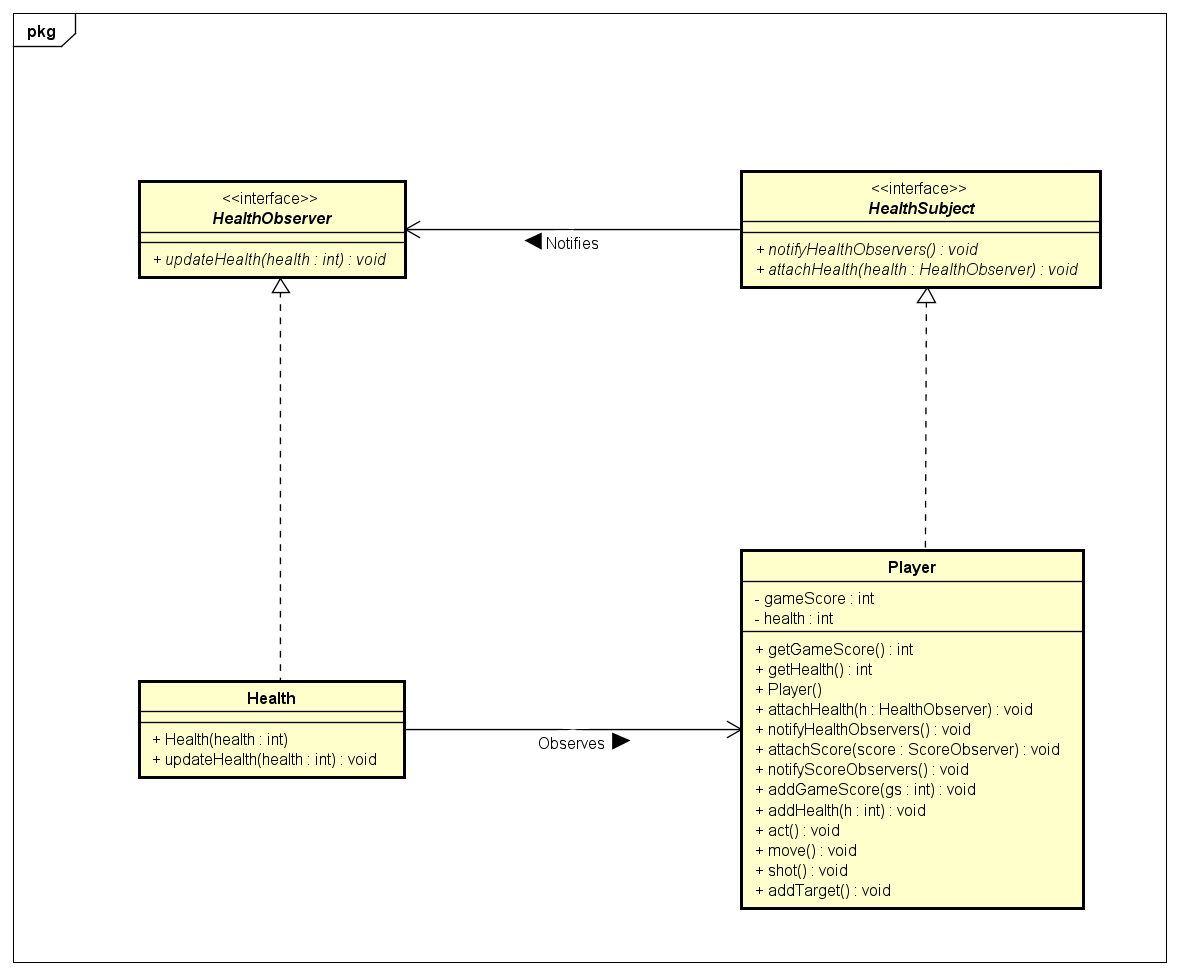 pkg
<<interface>>
HealthObserver
+ updateHealth(health : int) : void
<<interface>>
HealthSubject
+ notifyHealthObservers() : void
+ attachHealth(health : HealthObserver) : void
Notifies
Health
+ Health(health : int)
+ updateHealth(health : int) : void
Observes
Player
- gameScore : int
- health : int
+ getGameScore() : int
+ getHealth() : int
+ Player()
+ attachHealth(h : HealthObserver) : void
+ notifyHealthObservers() : void
+ attachScore(score : ScoreObserver) : void
+ notifyScoreObservers() : void
+ addGameScore(gs : int) : void
+ addHealth(h : int) : void
+ act() : void
+ move() : void
+ shot() : void
+ addTarget() : void